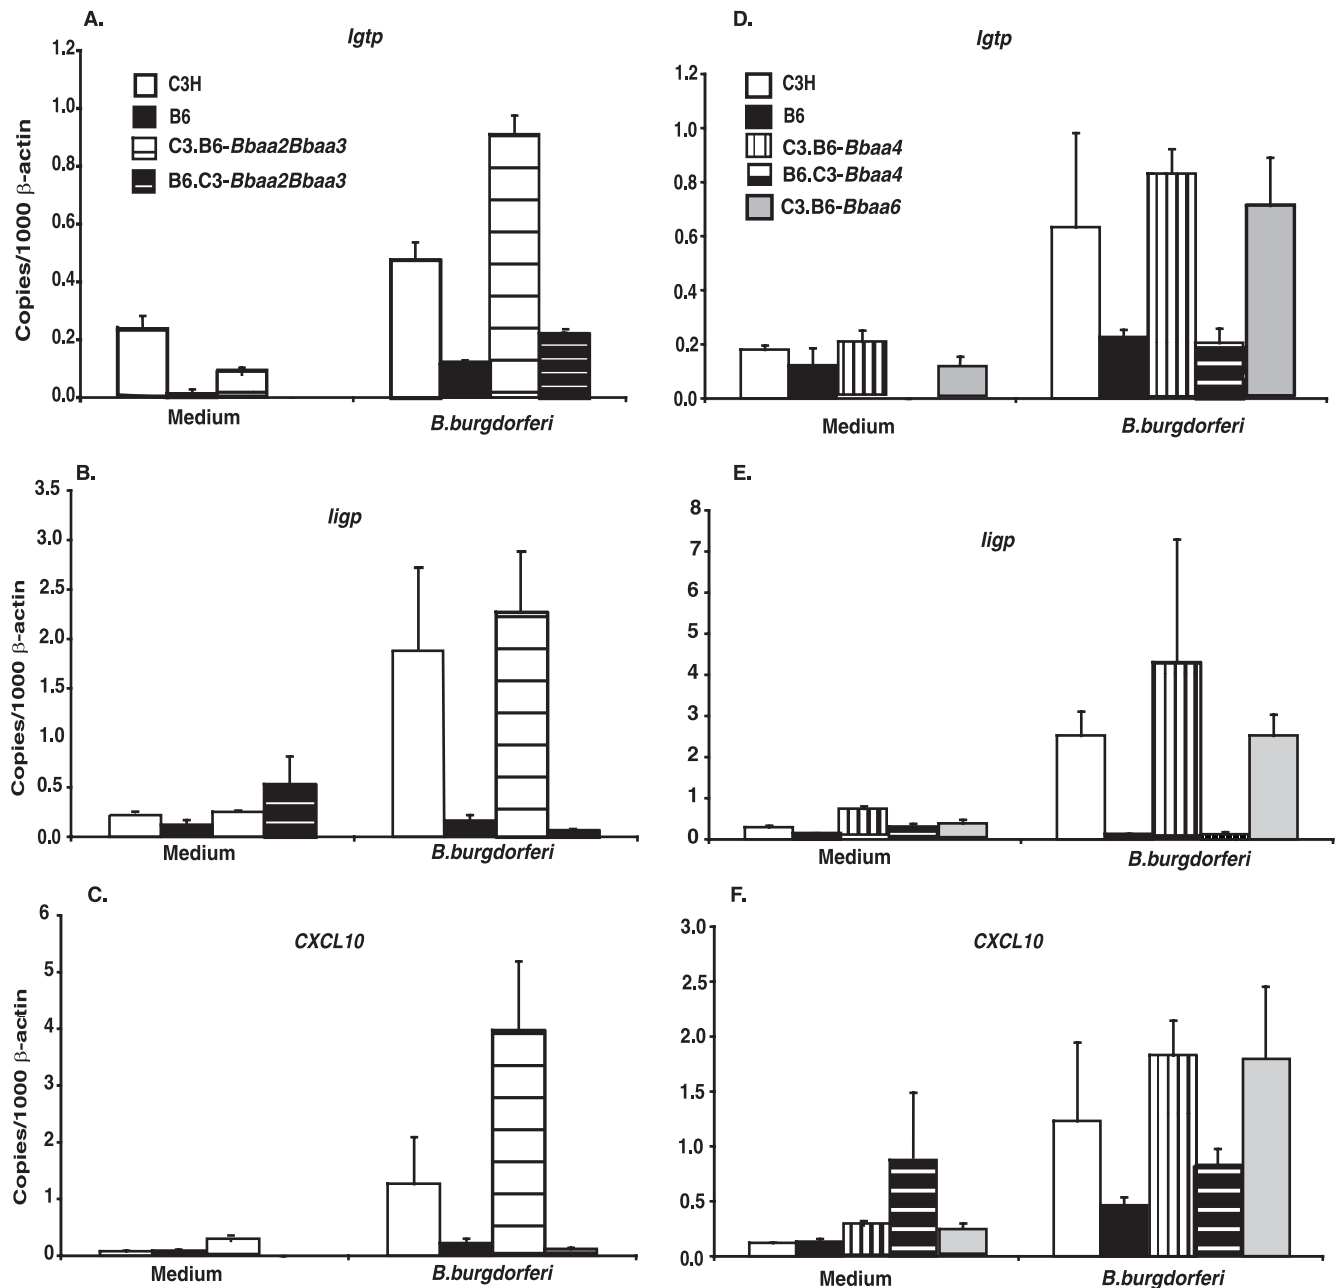 A.
Igtp
1.2
1.0
0.8
0.6
0.4
0.2
0.0
Copies/1000 β-actin
C3H
B6
C3.B6-Bbaa2Bbaa3
B6.C3-Bbaa2Bbaa3
Medium
B.burgdorferi
D.
Igtp
1.2
1.0
0.8
0.6
0.4
0.2
0.0
C3H
B6
C3.B6-Bbaa4
B6.C3-Bbaa4
C3.B6-Bbaa6
Medium
B.burgdorferi
B.
Iigp
3.5
3.0
2.5
2.0
1.5
1.0
0.5
0.0
Copies/1000 β-actin
Medium
B.burgdorferi
E.
Iigp
8
7
6
5
4
3
2
1
0
Medium
B.burgdorferi
C.
CXCL10
6
5
4
3
2
1
0
Copies/1000 β-actin
Medium
B.burgdorferi
F.
CXCL10
3.0
2.5
2.0
1.5
1.0
0.5
0.0
Medium
B.burgdorferi